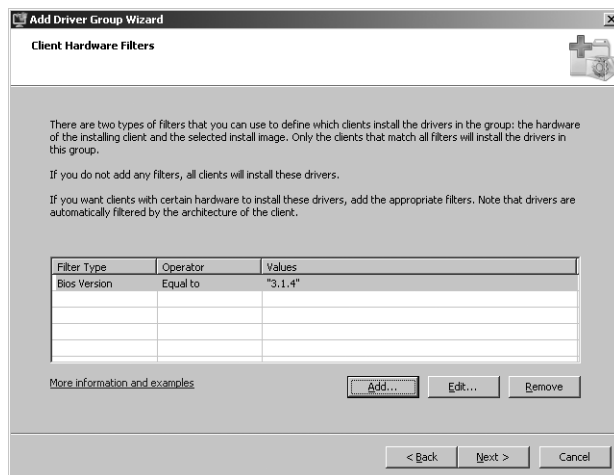 Add Driver Group Wizard
Client Hardware Filters
There are two types of filters that you can use to define which clients install the drivers in the group: the hardware
of the installing client and the selected install image. Only the clients that match all filters will install the drivers in
this group.
If you do not add any filters, all clients will install these drivers.
If you want clients with certain hardware to install these drivers, add the appropriate filters. Note that drivers are
automatically filtered by the architecture of the client.
Filter Type Operator Values
Bios Version Equal to "3.1.4"
More information and examples Add... Edit... Remove
< Back Next > Cancel